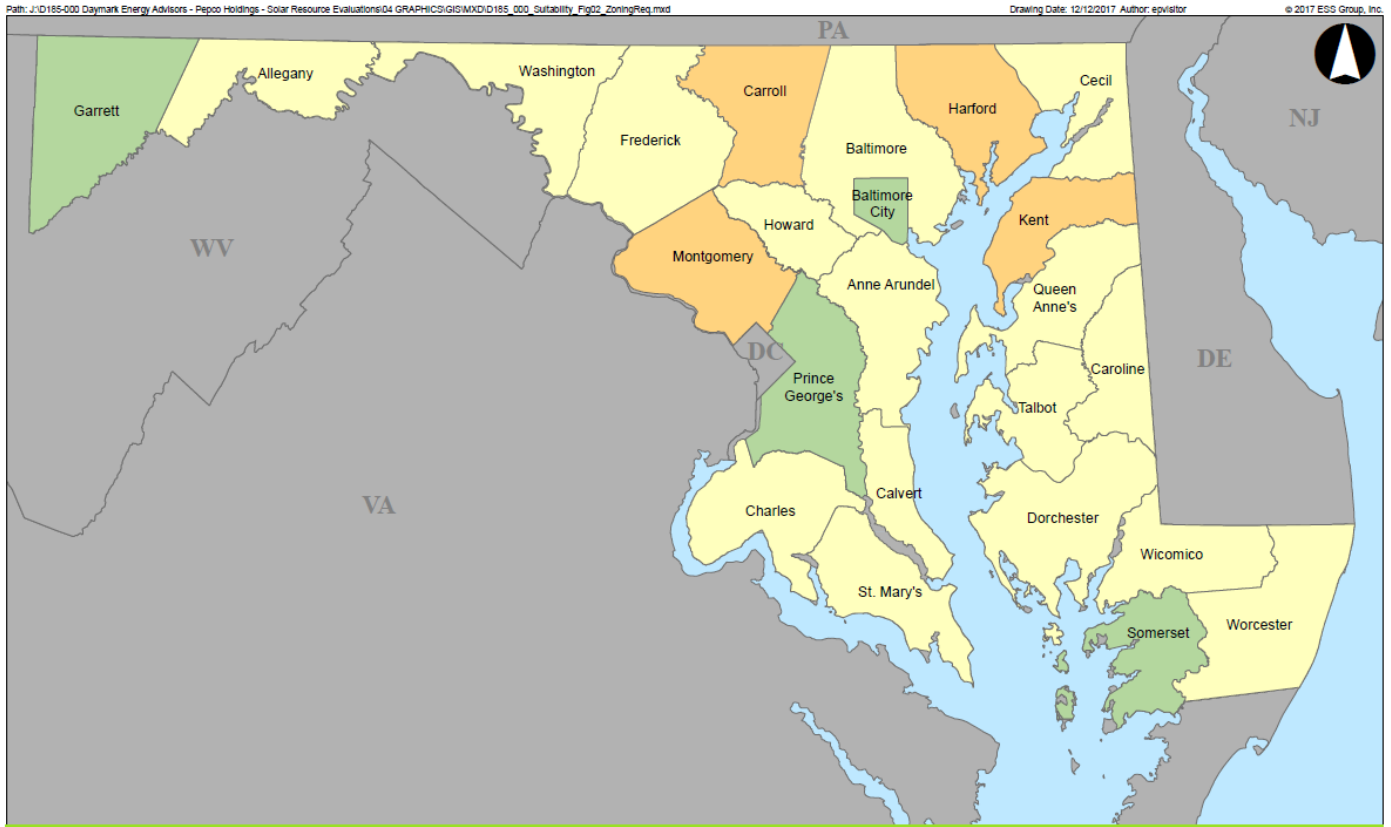 Path: J:\D185-000 Daymark Energy Advisors - Pepco Holdings - Solar Resource Evaluations\04 GRAPHICS\GIS\MXD\D185_000_Suitability_Fig02_ZoningReq.mxd
Drawing Date: 12/12/2017 Author: epvisitor
© 2017 ESS Group, Inc.
PA
Garrett
Allegany
Washington
Frederick
Carroll
Baltimore
Harford
Cecil
NJ
Baltimore
City
Howard
Kent
WV
Montgomery
Anne Arundel
Queen
Anne's
DC
DE
Prince
George's
Caroline
Talbot
VA
Calvert
Charles
Dorchester
Wicomico
St. Mary's
Somerset
Worcester